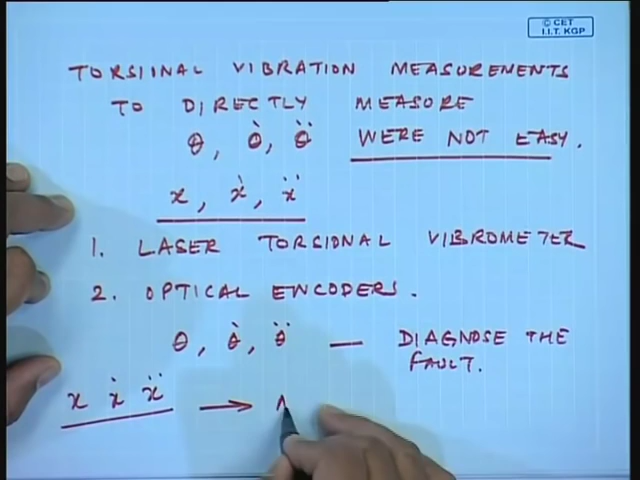 © CET
I.I.T. KGP
TORSIINAL VIBRATION MEASUREMENTS
TO DIRECTLY MEASURE
θ, θ̇, θ̈ WERE NOT EASY.
x, ẋ, ẍ
1. LASER TORSIONAL VIBROMETER
2. OPTICAL ENCODERS.
θ, θ̇, θ̈ — DIAGNOSE THE
FAULT.
x ẋ ẍ →